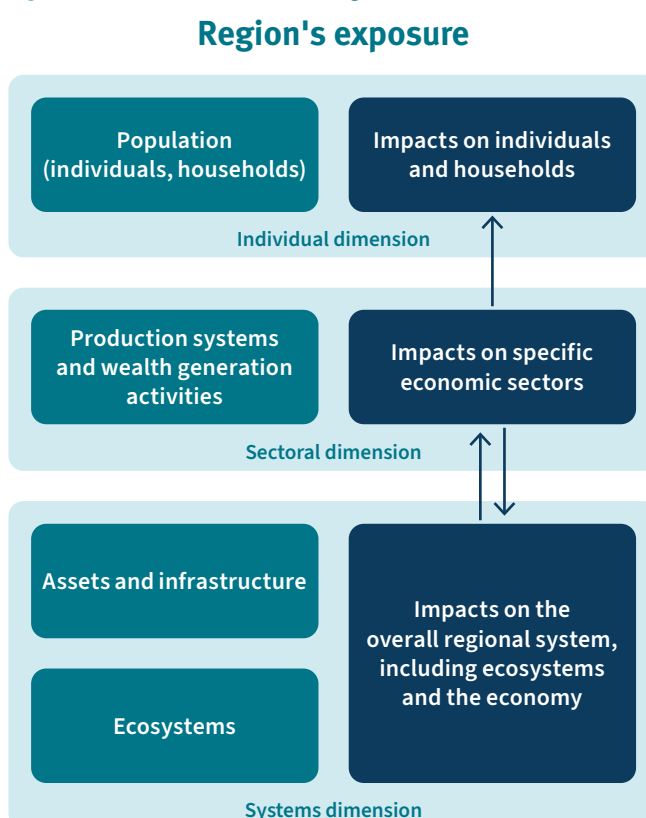 Region's exposure
Population
(individuals, households)
Impacts on individuals
and households
Individual dimension
Production systems
and wealth generation
activities
Impacts on specific
economic sectors
Sectoral dimension
Assets and infrastructure
Impacts on the
overall regional system,
including ecosystems
and the economy
Ecosystems
Systems dimension